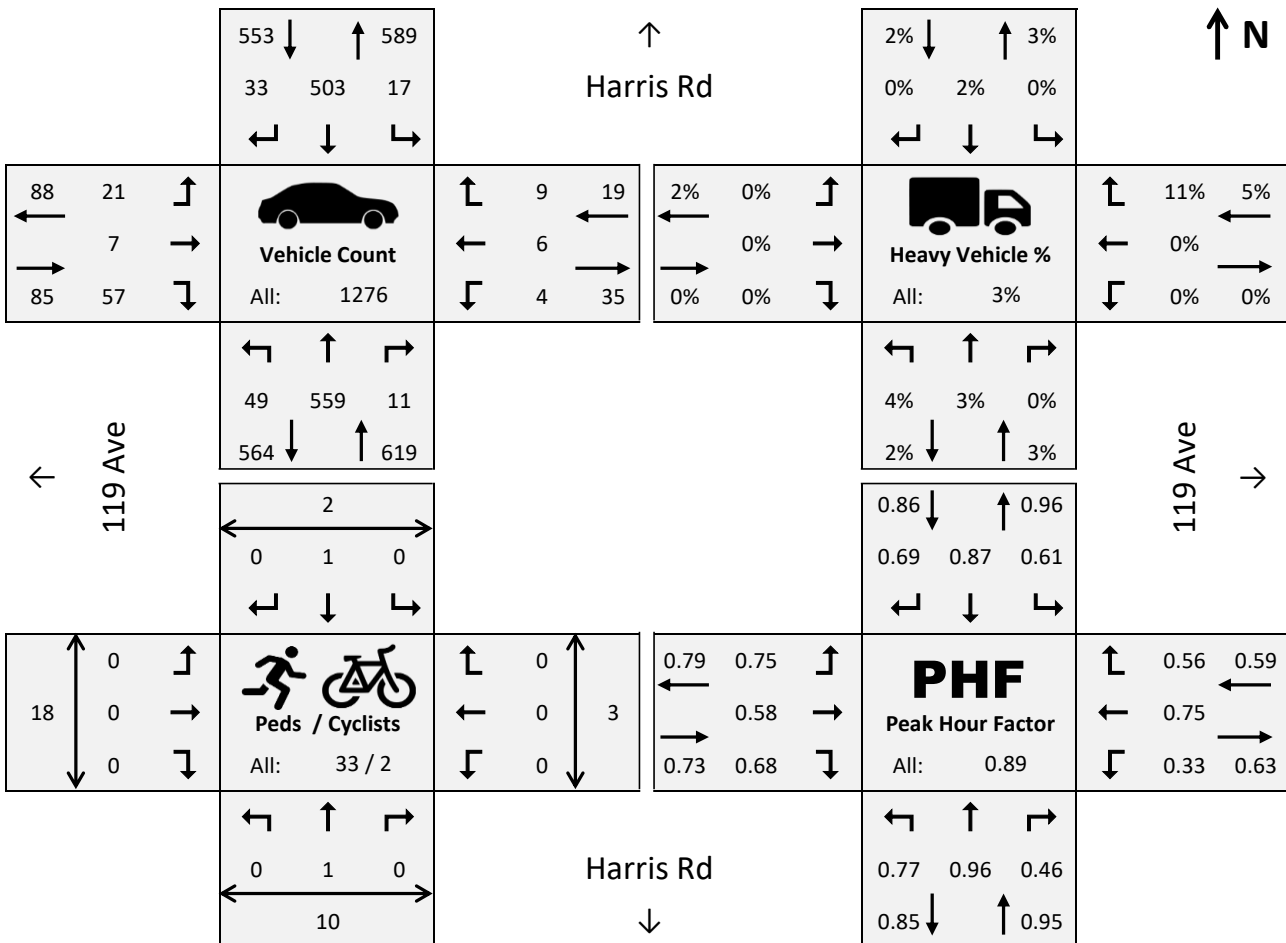 553 589 2% 3% N
Harris Rd
33 503 17 0% 2% 0%
88 21 9 19 2% 0% 11% 5%
7 Vehicle Count 6 0% Heavy Vehicle % 0%
85 57 All: 1276 4 35 0% 0% All: 3% 0% 0%
49 559 11 4% 3% 0%
564 619 2% 3%
119 Ave 119 Ave
2 0.86 0.96
0 1 0 0.69 0.87 0.61
0 0 0.79 0.75 PHF 0.56 0.59
18 0 Peds / Cyclists 0 3 0.58 Peak Hour Factor 0.75
0 All: 33 / 2 0 0.73 0.68 All: 0.89 0.33 0.63
0 1 0 Harris Rd 0.77 0.96 0.46
10 0.85 0.95